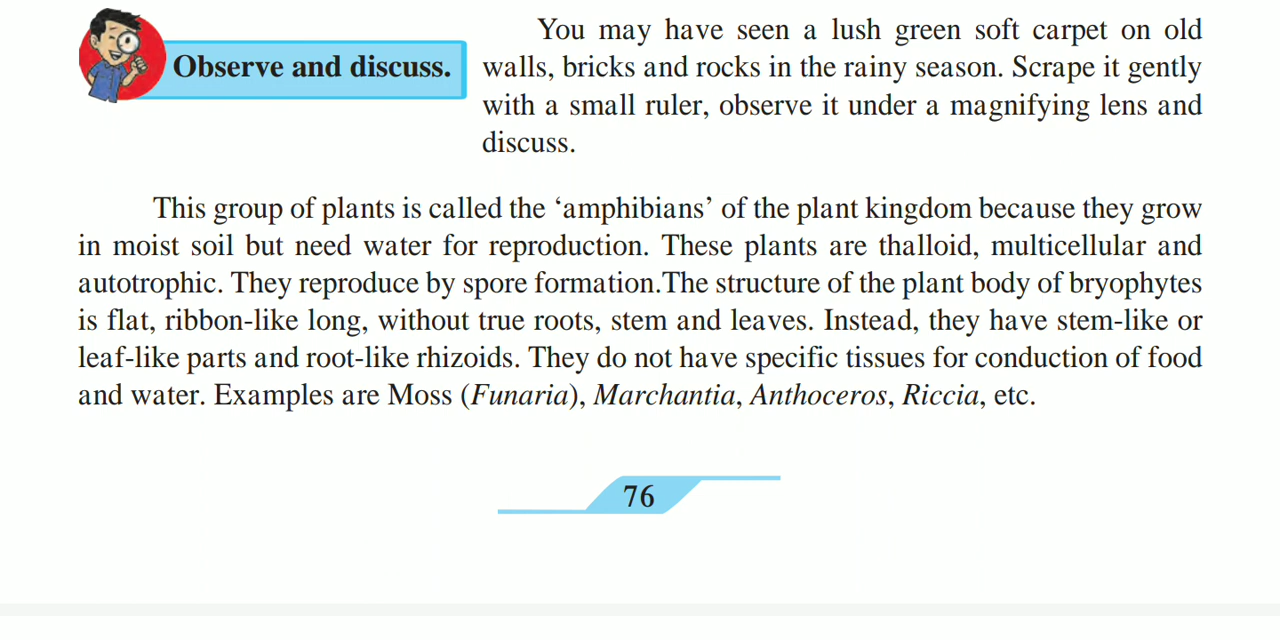 Observe and discuss.
You may have seen a lush green soft carpet on old
walls, bricks and rocks in the rainy season. Scrape it gently
with a small ruler, observe it under a magnifying lens and
discuss.
This group of plants is called the ‘amphibians’ of the plant kingdom because they grow
in moist soil but need water for reproduction. These plants are thalloid, multicellular and
autotrophic. They reproduce by spore formation.The structure of the plant body of bryophytes
is flat, ribbon-like long, without true roots, stem and leaves. Instead, they have stem-like or
leaf-like parts and root-like rhizoids. They do not have specific tissues for conduction of food
and water. Examples are Moss (Funaria), Marchantia, Anthoceros, Riccia, etc.
76